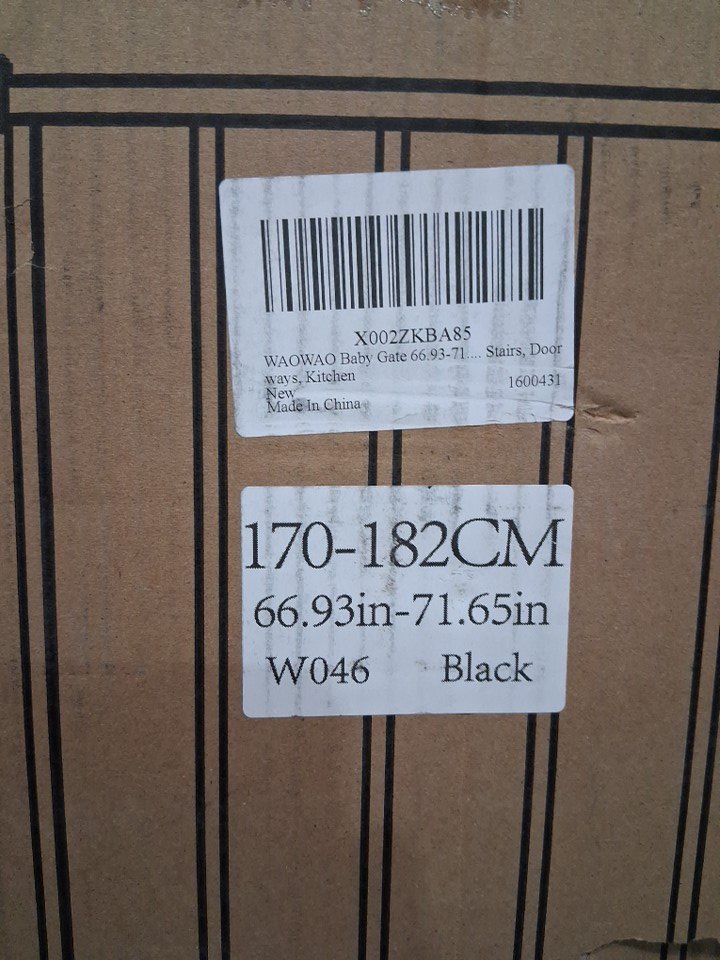 X002ZKBA85
WAOWAO Baby Gate 66.93-71.... Stairs, Door
ways, Kitchen
1600431
New
Made In China
170-182CM
66.93in-71.65in
W046 Black